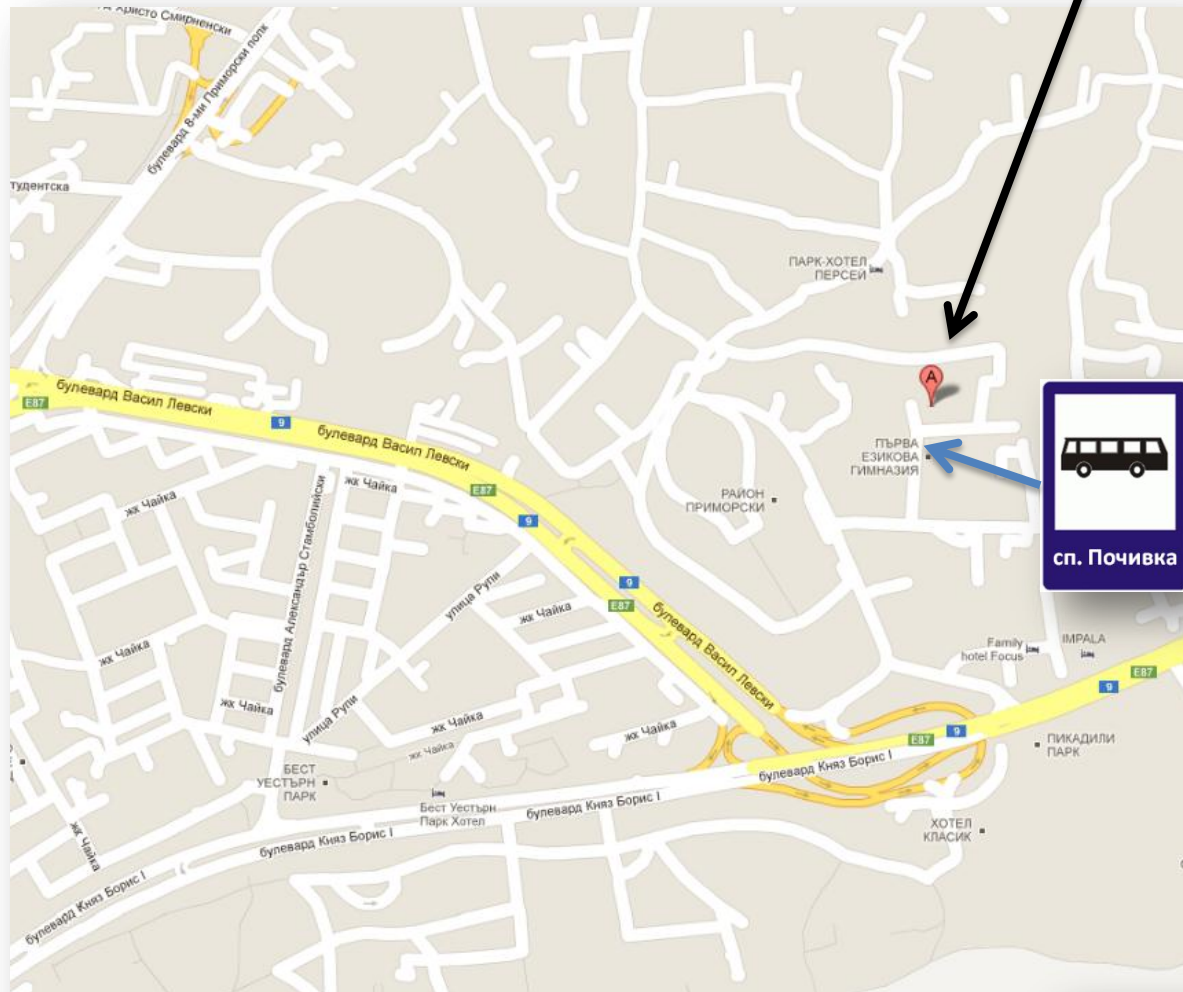 Христо Смирненски
булевард 8-ми Приморски полк
тудентска
ПАРК-ХОТЕЛ
ПЕРСЕЙ
A
булевард Васил Левски
E87
9
булевард Васил Левски
E87
9
ПЪРВА
ЕЗИКОВА
ГИМНАЗИЯ
РАЙОН
ПРИМОРСКИ
сп. Почивка
жк Чайка
жк Чайка
булевард Александър Стамболийски
улица Рупи
жк Чайка
9
E87
булевард Васил Левски
жк Чайка
жк Чайка
улица Рупи
жк Чайка
жк Чайка
жк Чайка
Family
hotel Focus
IMPALA
E87
9
9
E87
ПИКАДИЛИ
ПАРК
булевард Княз Борис I
БЕСТ
УЕСТЪРН
ПАРК
Бест Уестърн
Парк Хотел
булевард Княз Борис I
ХОТЕЛ
КЛАСИК
жк Чайка
булевард Княз Борис I
булевард Княз Борис I